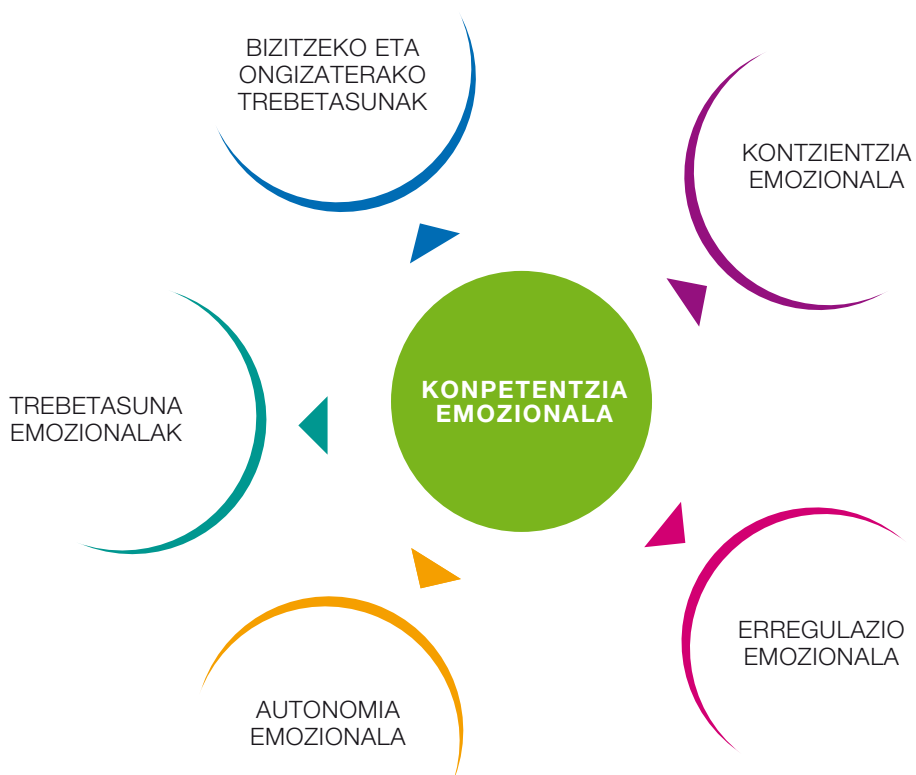 BIZITZEKO ETA
ONGIZATERAKO
TREBETASUNAK
KONTZIENTZIA
EMOZIONALA
KONPETENTZIA
EMOZIONALA
TREBETASUNA
EMOZIONALAK
ERREGULAZIO
EMOZIONALA
AUTONOMIA
EMOZIONALA